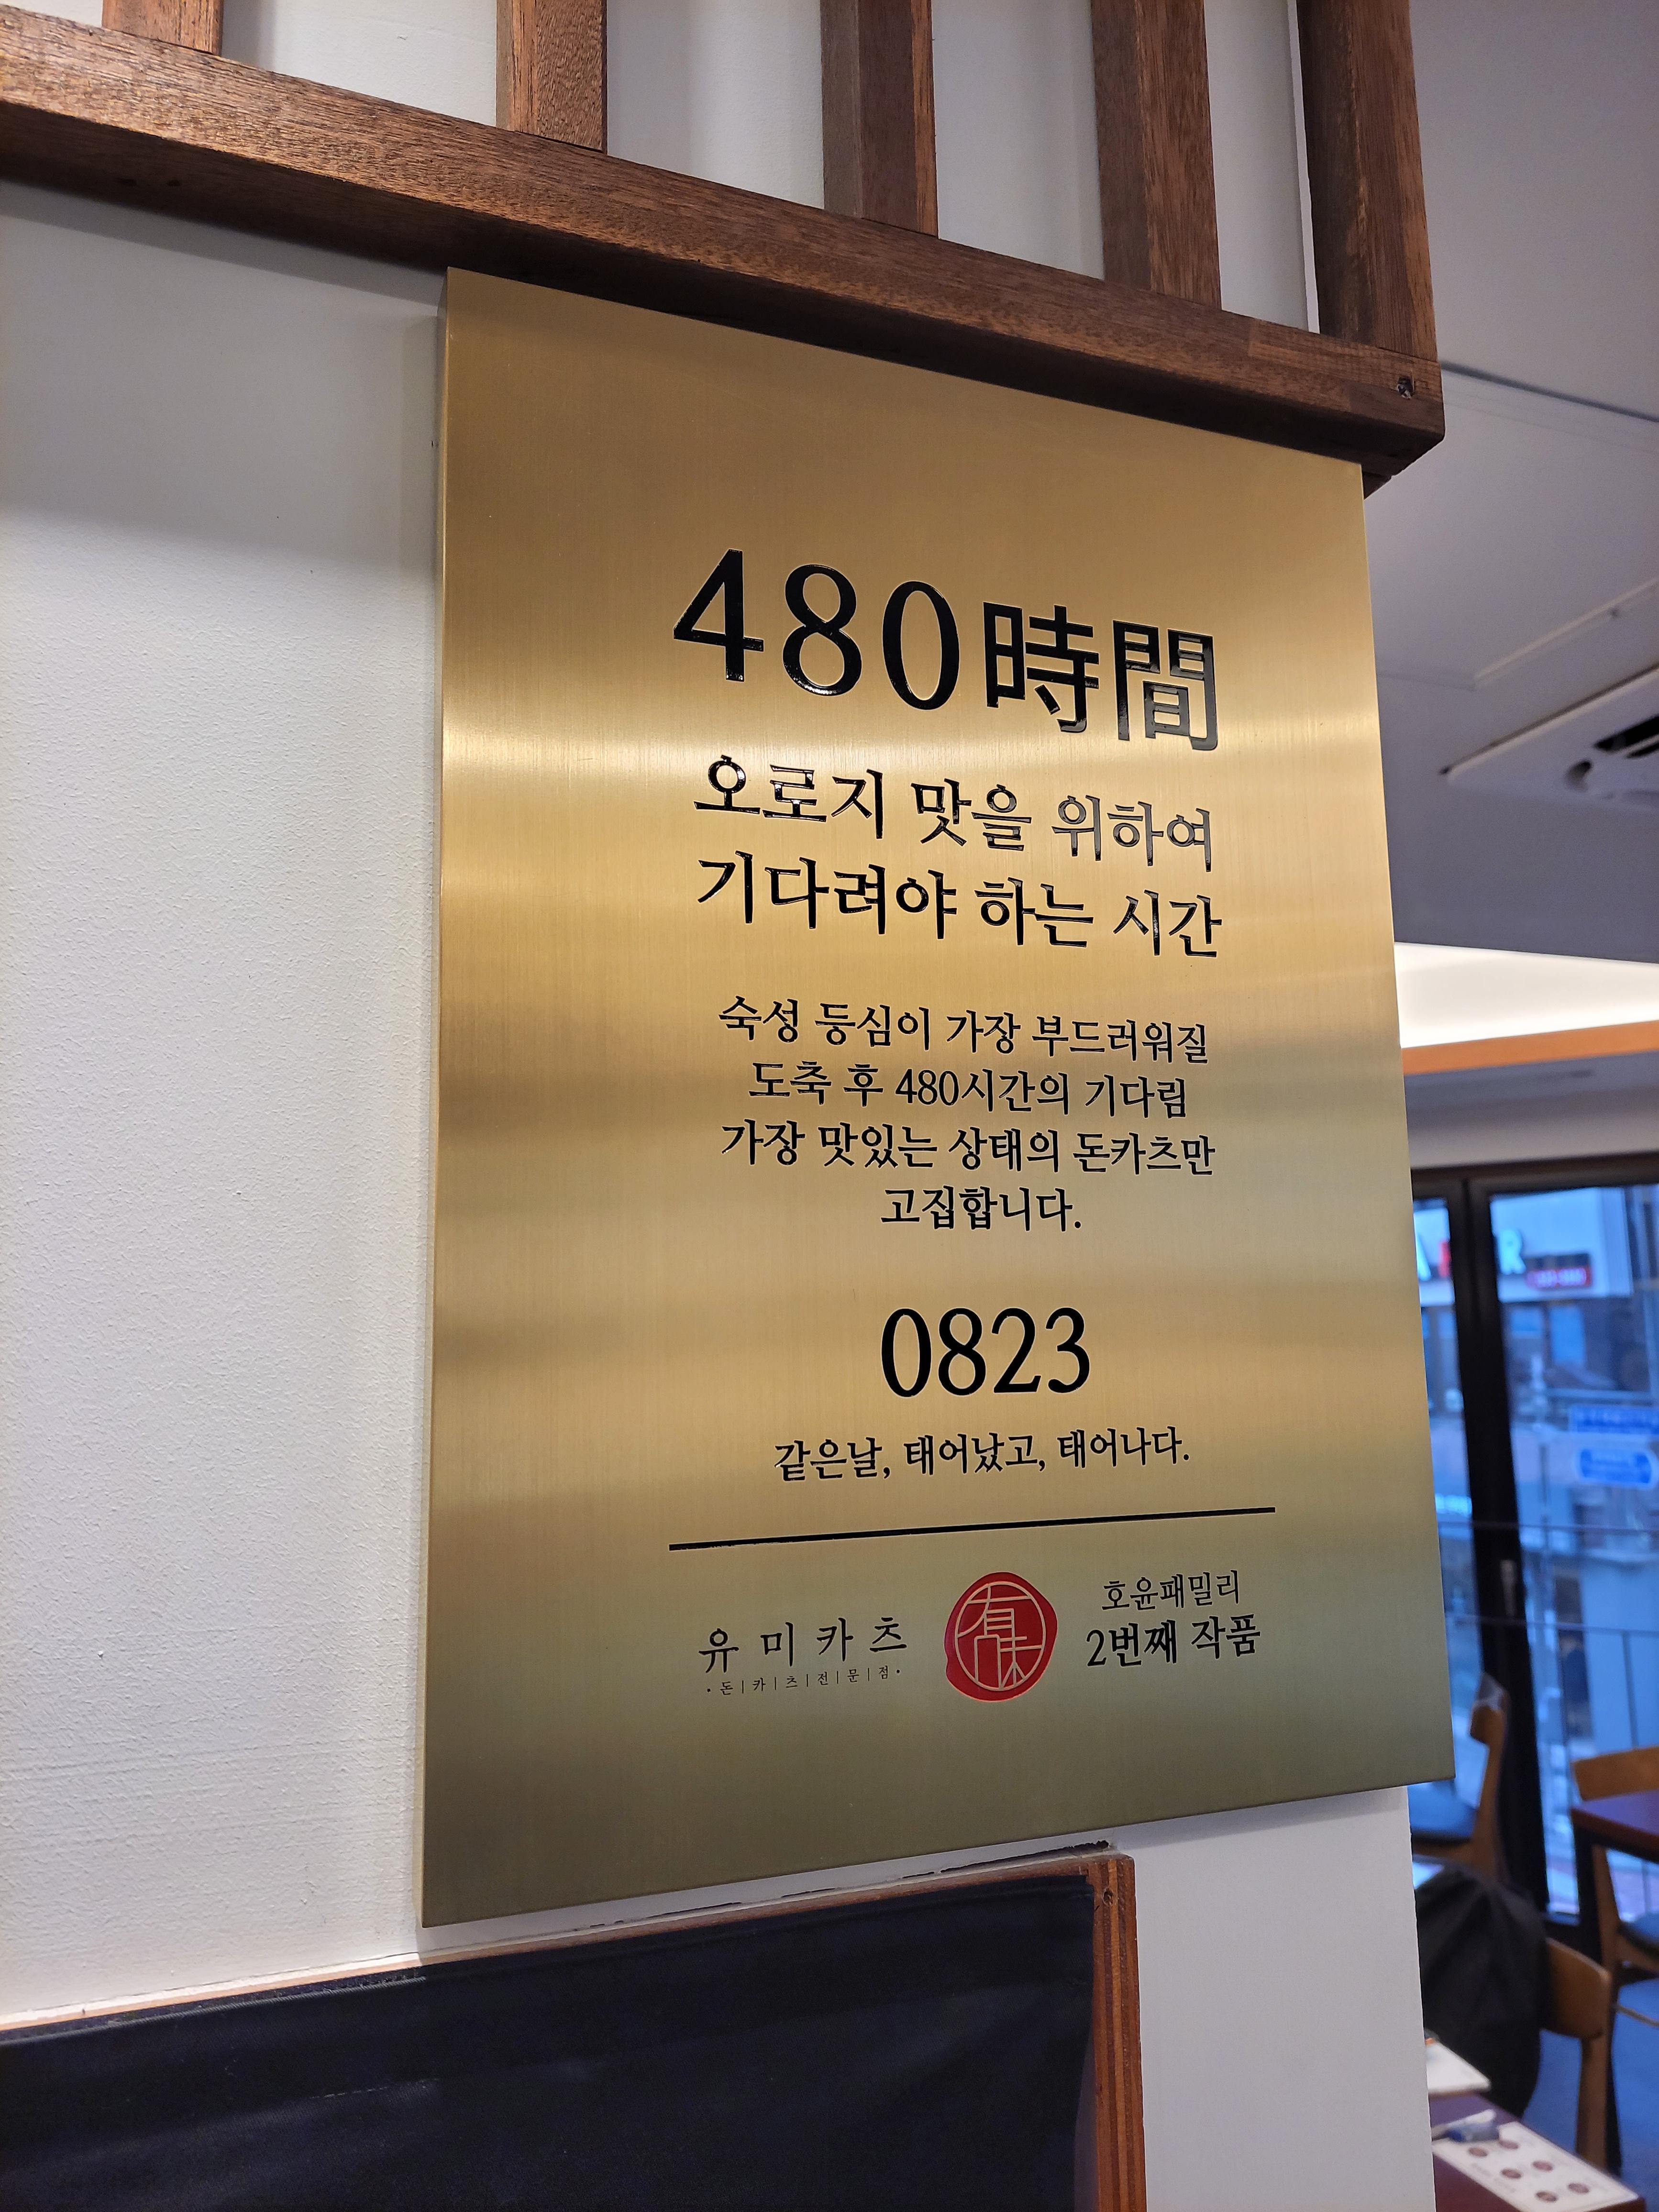 480時間
오로지 맛을 위하여
기다려야 하는 시간
숙성 등심이 가장 부드러워질
도축 후 480시간의 기다림
가장 맛있는 상태의 돈카츠만
고집합니다.
0823
같은날, 태어났고, 태어나다.
유미카츠
·돈|카|츠|전|문|점·
有味
호윤패밀리
2번째 작품